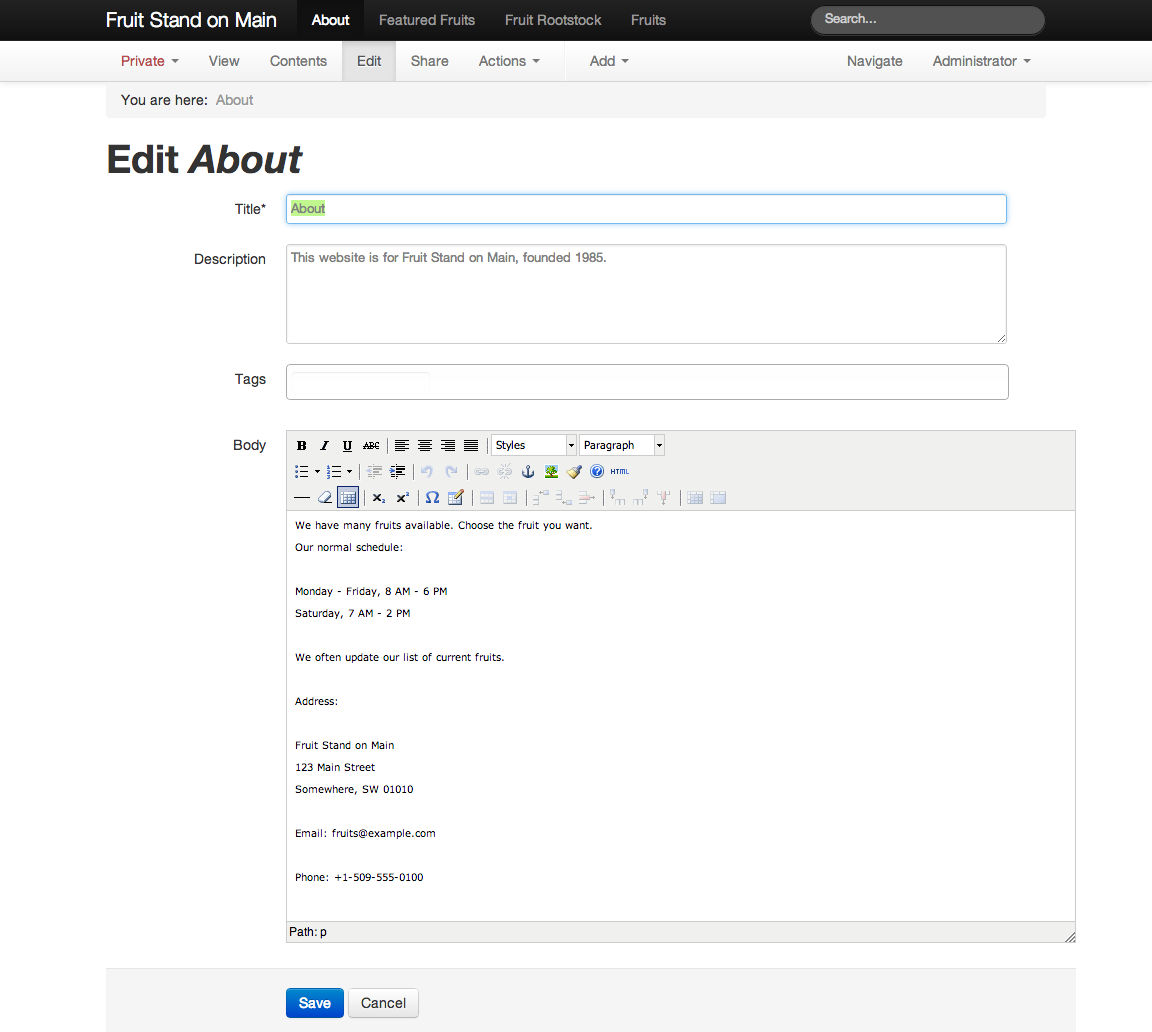 Fruit Stand on Main About Featured Fruits Fruit Rootstock Fruits Search...
Private View Contents Edit Share Actions Add Navigate Administrator
You are here: About
Edit About
Title* About
Description This website is for Fruit Stand on Main, founded 1985.
Tags
Body B I U ABC Styles Paragraph
HTML
x₂ x² Ω
We have many fruits available. Choose the fruit you want.
Our normal schedule:
Monday - Friday, 8 AM - 6 PM
Saturday, 7 AM - 2 PM
We often update our list of current fruits.
Address:
Fruit Stand on Main
123 Main Street
Somewhere, SW 01010
Email: fruits@example.com
Phone: +1-509-555-0100
Path: p
Save Cancel